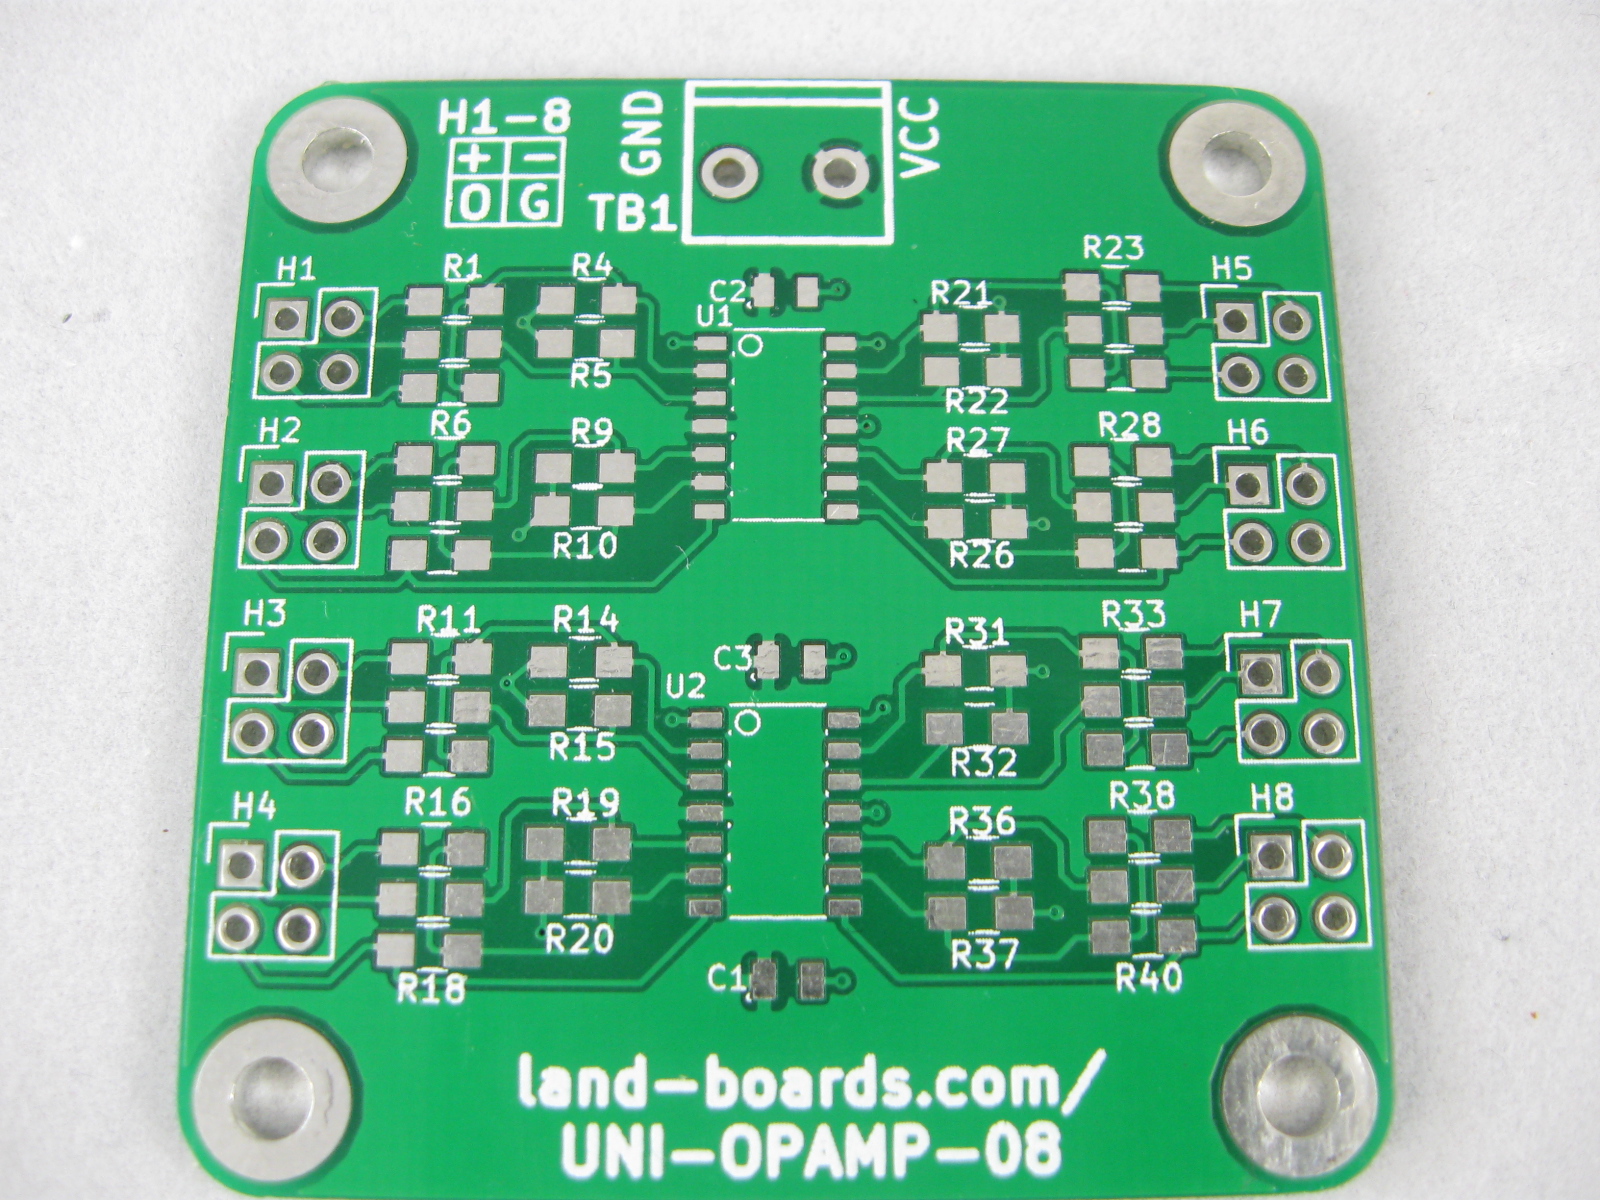 H1-8
+ -
O G
GND
VCC
TB1
H1
R1
R4
C2
U1
R21
R23
H5
R5
R22
H2
R6
R9
R27
R28
H6
R10
R26
H3
R11
R14
C3
R31
R33
H7
U2
R15
R32
H4
R16
R19
R36
R38
H8
R18
R20
C1
R37
R40
land-boards.com/
UNI-OPAMP-08